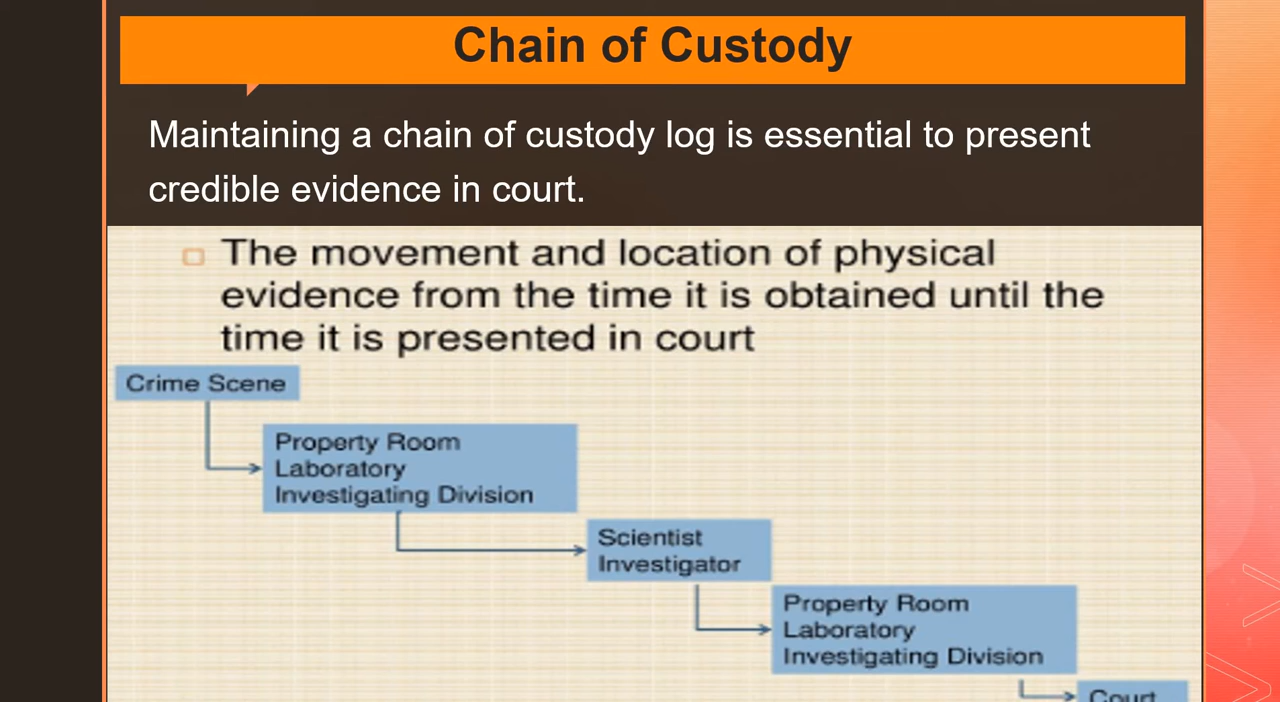 Chain of Custody
Maintaining a chain of custody log is essential to present
credible evidence in court.
The movement and location of physical
evidence from the time it is obtained until the
time it is presented in court
Crime Scene
Property Room
Laboratory
Investigating Division
Scientist
Investigator
Property Room
Laboratory
Investigating Division
Court